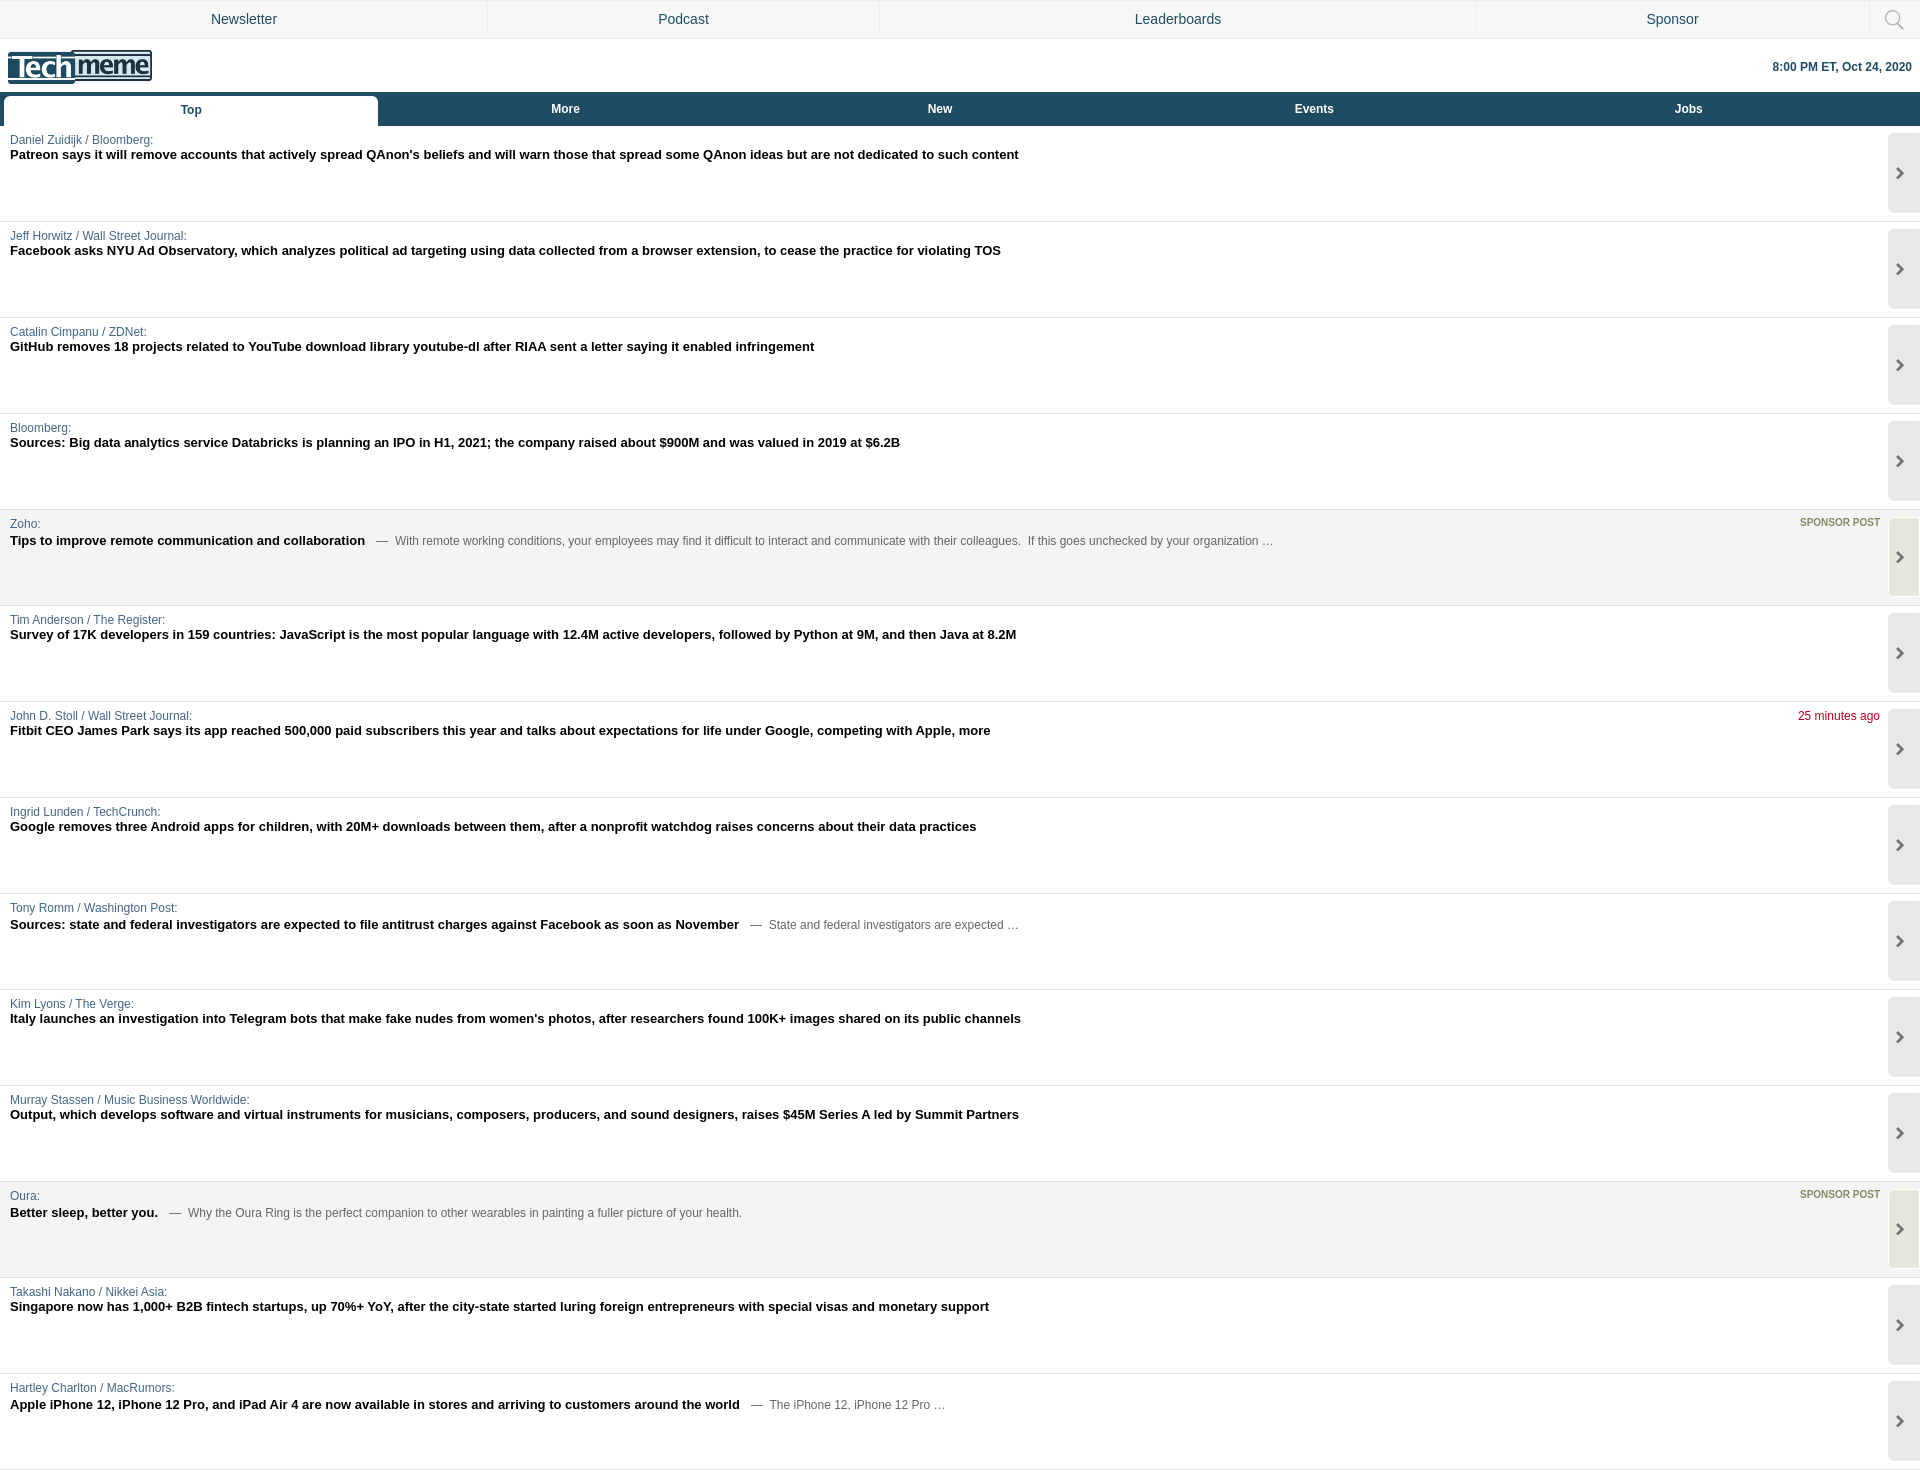 Newsletter
Podcast
Leaderboards
Sponsor
Techmeme
8:00 PM ET, Oct 24, 2020
Top
More
New
Events
Jobs
Daniel Zuidijk / Bloomberg:
Patreon says it will remove accounts that actively spread QAnon's beliefs and will warn those that spread some QAnon ideas but are not dedicated to such content
Jeff Horwitz / Wall Street Journal:
Facebook asks NYU Ad Observatory, which analyzes political ad targeting using data collected from a browser extension, to cease the practice for violating TOS
Catalin Cimpanu / ZDNet:
GitHub removes 18 projects related to YouTube download library youtube-dl after RIAA sent a letter saying it enabled infringement
Bloomberg:
Sources: Big data analytics service Databricks is planning an IPO in H1, 2021; the company raised about $900M and was valued in 2019 at $6.2B
Zoho:
SPONSOR POST
Tips to improve remote communication and collaboration — With remote working conditions, your employees may find it difficult to interact and communicate with their colleagues. If this goes unchecked by your organization …
Tim Anderson / The Register:
Survey of 17K developers in 159 countries: JavaScript is the most popular language with 12.4M active developers, followed by Python at 9M, and then Java at 8.2M
John D. Stoll / Wall Street Journal:
25 minutes ago
Fitbit CEO James Park says its app reached 500,000 paid subscribers this year and talks about expectations for life under Google, competing with Apple, more
Ingrid Lunden / TechCrunch:
Google removes three Android apps for children, with 20M+ downloads between them, after a nonprofit watchdog raises concerns about their data practices
Tony Romm / Washington Post:
Sources: state and federal investigators are expected to file antitrust charges against Facebook as soon as November — State and federal investigators are expected …
Kim Lyons / The Verge:
Italy launches an investigation into Telegram bots that make fake nudes from women's photos, after researchers found 100K+ images shared on its public channels
Murray Stassen / Music Business Worldwide:
Output, which develops software and virtual instruments for musicians, composers, producers, and sound designers, raises $45M Series A led by Summit Partners
Oura:
SPONSOR POST
Better sleep, better you. — Why the Oura Ring is the perfect companion to other wearables in painting a fuller picture of your health.
Takashi Nakano / Nikkei Asia:
Singapore now has 1,000+ B2B fintech startups, up 70%+ YoY, after the city-state started luring foreign entrepreneurs with special visas and monetary support
Hartley Charlton / MacRumors:
Apple iPhone 12, iPhone 12 Pro, and iPad Air 4 are now available in stores and arriving to customers around the world — The iPhone 12, iPhone 12 Pro …